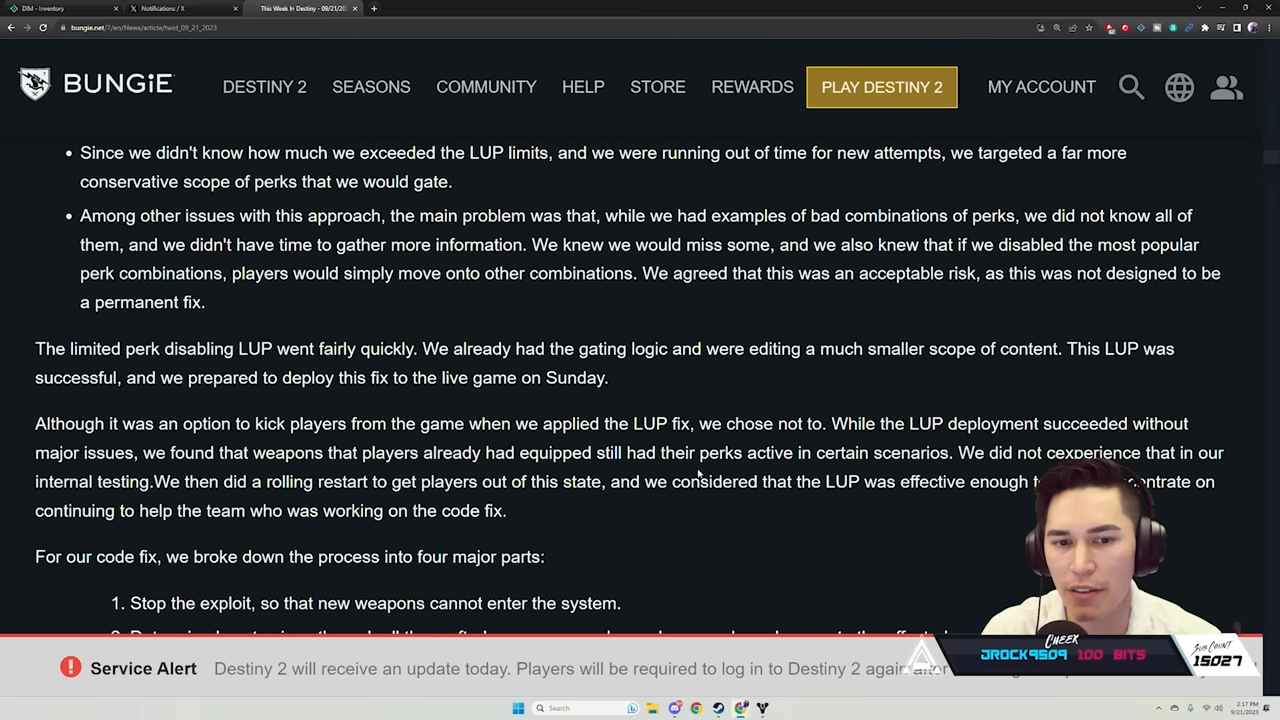 DIM - Inventory
Notifications / X
This Week In Destiny - 09/21/20
bungie.net/7/en/News/article/twid_09_21_2023
BUNGiE
DESTINY 2 SEASONS COMMUNITY HELP STORE REWARDS PLAY DESTINY 2 MY ACCOUNT
• Since we didn't know how much we exceeded the LUP limits, and we were running out of time for new attempts, we targeted a far more
conservative scope of perks that we would gate.
• Among other issues with this approach, the main problem was that, while we had examples of bad combinations of perks, we did not know all of
them, and we didn't have time to gather more information. We knew we would miss some, and we also knew that if we disabled the most popular
perk combinations, players would simply move onto other combinations. We agreed that this was an acceptable risk, as this was not designed to be
a permanent fix.
The limited perk disabling LUP went fairly quickly. We already had the gating logic and were editing a much smaller scope of content. This LUP was
successful, and we prepared to deploy this fix to the live game on Sunday.
Although it was an option to kick players from the game when we applied the LUP fix, we chose not to. While the LUP deployment succeeded without
major issues, we found that weapons that players already had equipped still had their perks active in certain scenarios. We did not cexperience that in our
internal testing.We then did a rolling restart to get players out of this state, and we considered that the LUP was effective enough
continuing to help the team who was working on the code fix.
For our code fix, we broke down the process into four major parts:
1. Stop the exploit, so that new weapons cannot enter the system.
Service Alert Destiny 2 will receive an update today. Players will be required to log in to Destiny 2 again after
CHEER
JROCK9509 100 BITS
SUB COUNT
15027
Search
2:17 PM
9/21/2023